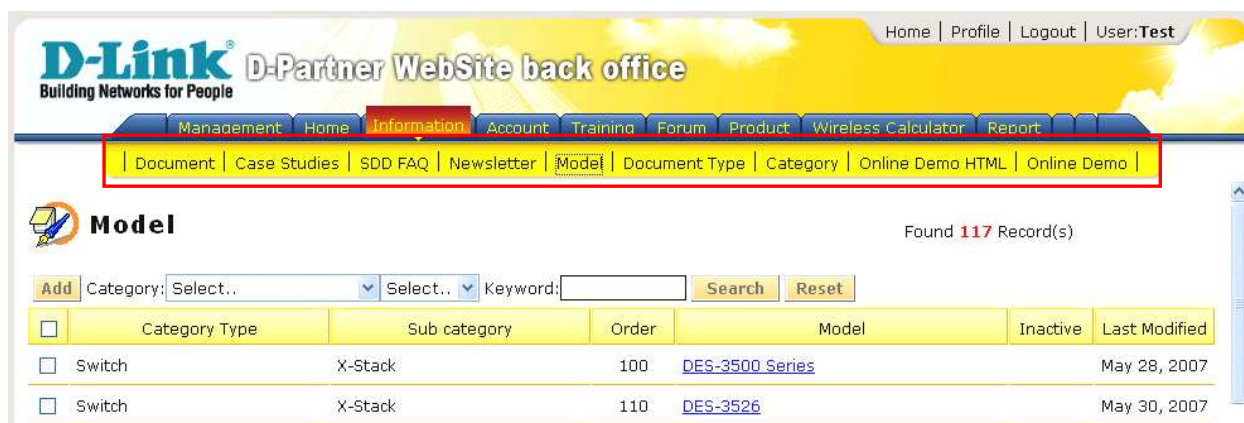 Home | Profile | Logout | User:Test
D-Link®
Building Networks for People
D-Partner WebSite back office
Management Home Information Account Training Forum Product Wireless Calculator Report
| Document | Case Studies | SDD FAQ | Newsletter | Model | Document Type | Category | Online Demo HTML | Online Demo |
Model
Found 117 Record(s)
Add Category: Select.. Select.. Keyword: Search Reset
Category Type Sub category Order Model Inactive Last Modified
Switch X-Stack 100 DES-3500 Series May 28, 2007
Switch X-Stack 110 DES-3526 May 30, 2007